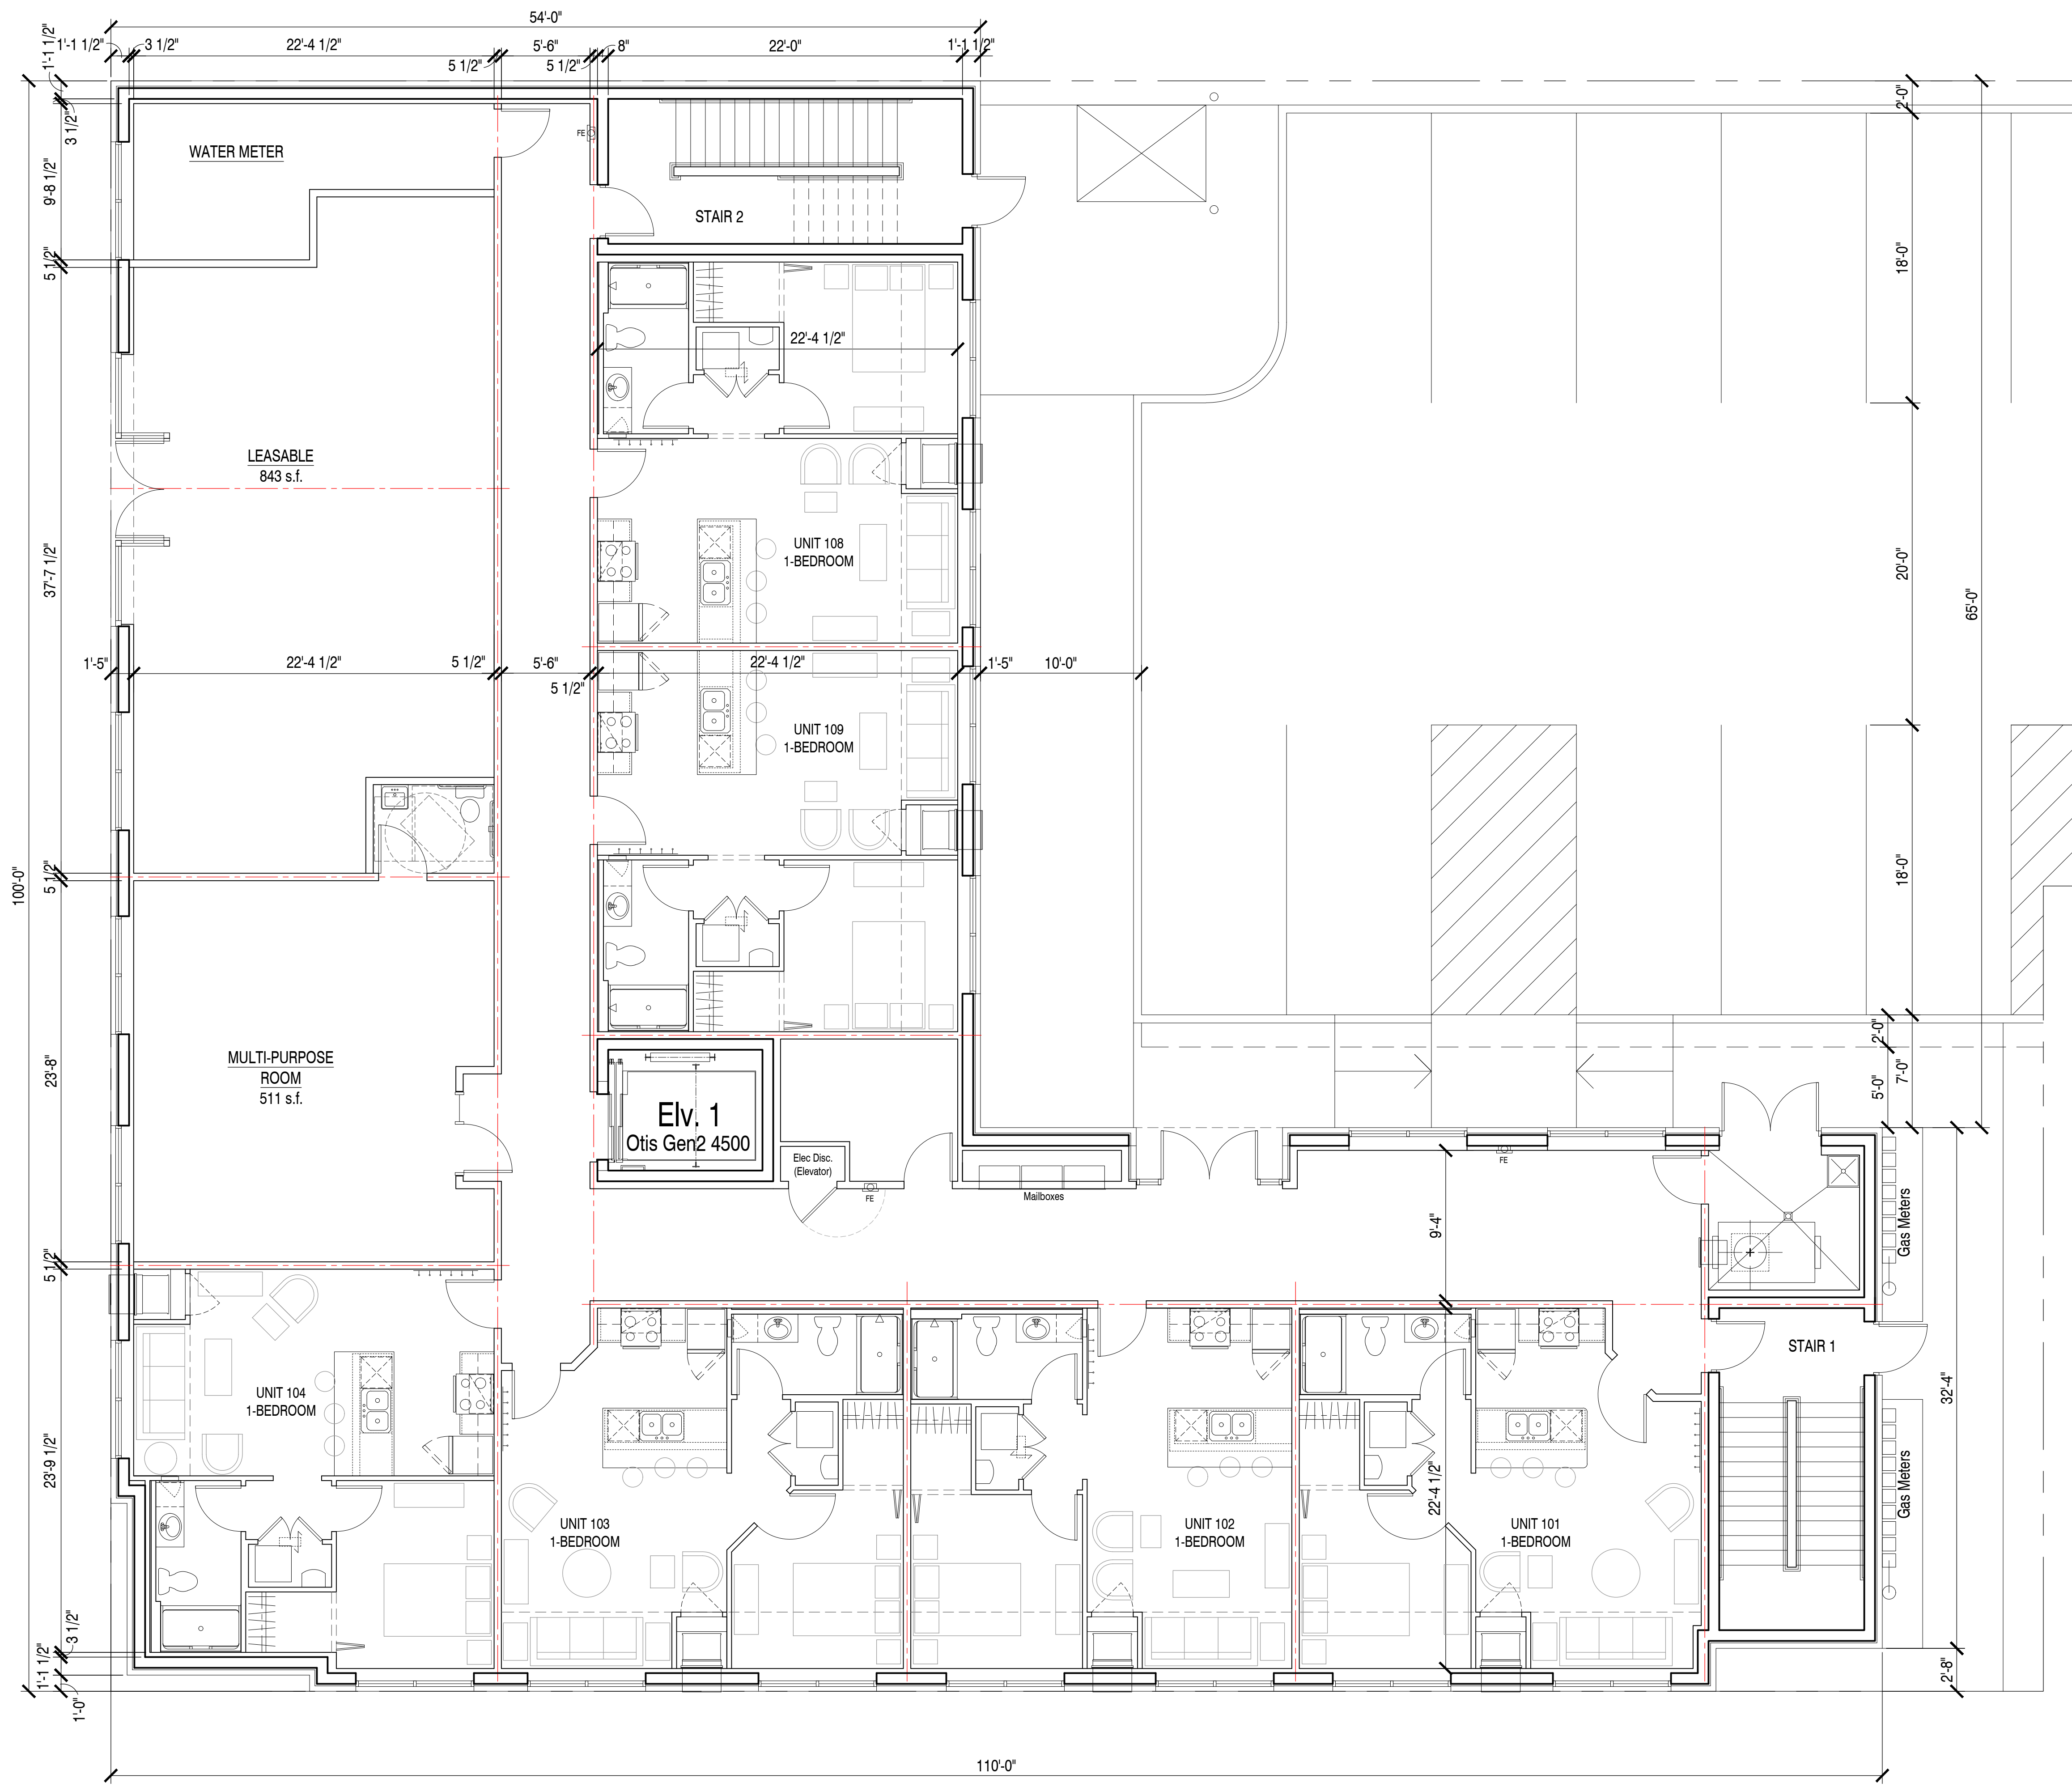 54'-0"
1'-1 1/2"
3 1/2"
22'-4 1/2"
5'-6"
8"
22'-0"
1'-1 1/2"
5 1/2"
5 1/2"
1'-1 1/2"
3 1/2"
9'-8 1/2"
5 1/2"
37'-7 1/2"
100'-0"
5 1/2"
23'-8"
5 1/2"
23'-9 1/2"
3 1/2"
1'-1 1/2"
1'-0"
WATER METER
FE
STAIR 2
22'-4 1/2"
LEASABLE
843 s.f.
UNIT 108
1-BEDROOM
1'-5"
22'-4 1/2"
5 1/2"
5'-6"
5 1/2"
22'-4 1/2"
1'-5"
10'-0"
UNIT 109
1-BEDROOM
2'-0"
18'-0"
20'-0"
65'-0"
18'-0"
2'-0"
7'-0"
5'-0"
MULTI-PURPOSE
ROOM
511 s.f.
Elv. 1
Otis Gen2 4500
Elec Disc.
(Elevator)
FE
Mailboxes
FE
9'-4"
Gas Meters
STAIR 1
32'-4"
Gas Meters
22'-4 1/2"
UNIT 104
1-BEDROOM
UNIT 103
1-BEDROOM
UNIT 102
1-BEDROOM
UNIT 101
1-BEDROOM
2'-8"
110'-0"